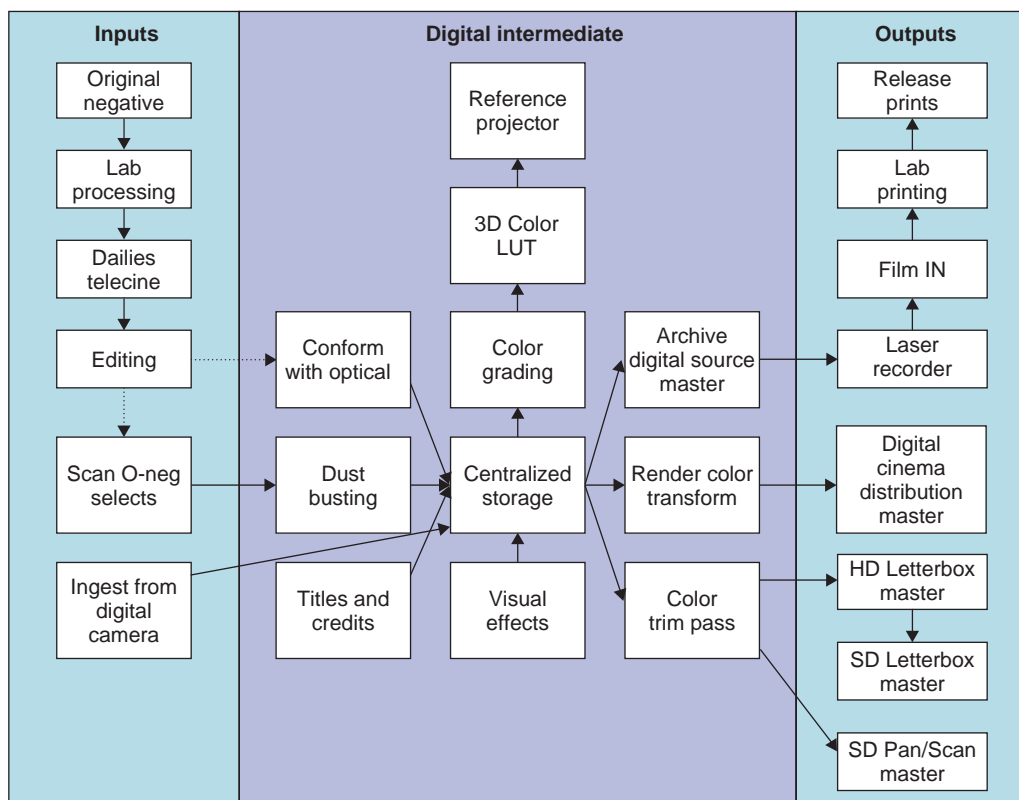 Inputs
Original
negative
Lab
processing
Dailies
telecine
Editing
Scan O-neg
selects
Ingest from
digital
camera
Digital intermediate
Reference
projector
3D Color
LUT
Conform
with optical
Color
grading
Archive
digital source
master
Dust
busting
Centralized
storage
Render color
transform
Titles and
credits
Visual
effects
Color
trim pass
Outputs
Release
prints
Lab
printing
Film IN
Laser
recorder
Digital
cinema
distribution
master
HD Letterbox
master
SD Letterbox
master
SD Pan/Scan
master